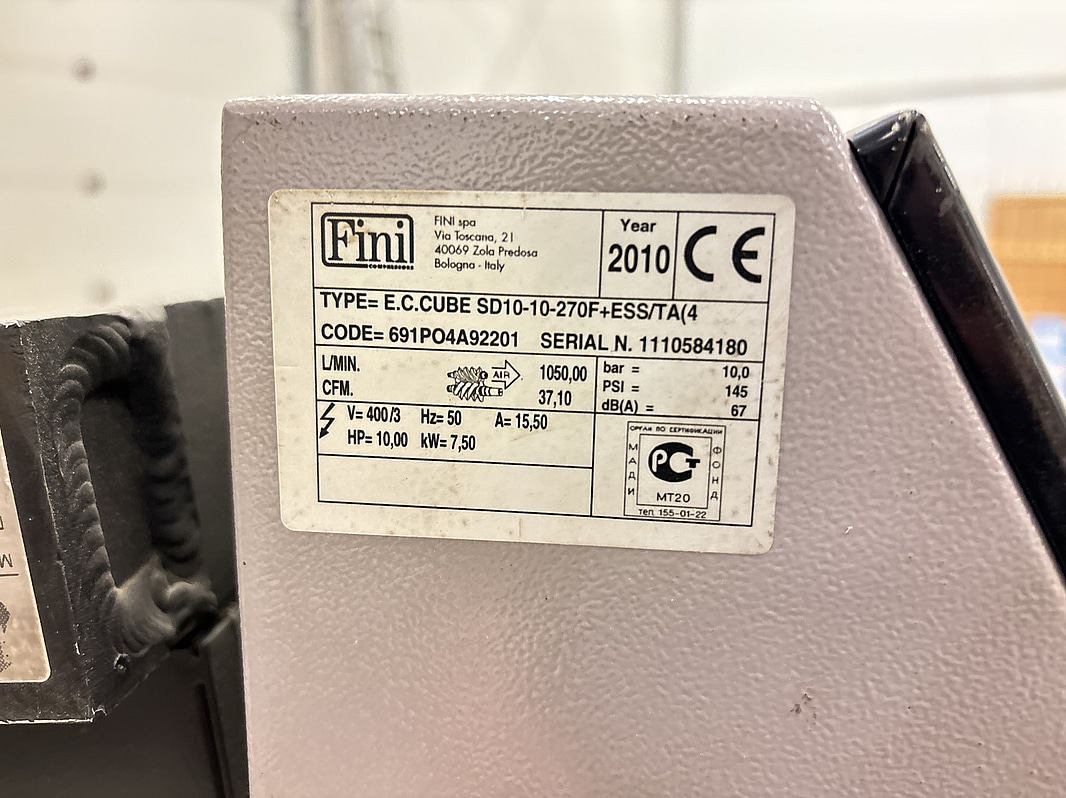 Fini
COMPRESSORS
FINI spa
Via Toscana, 21
40069 Zola Predosa
Bologna - Italy
Year
2010
CE
TYPE= E.C.CUBE SD10-10-270F+ESS/TA(4
CODE= 691PO4A92201 SERIAL N. 1110584180
L/MIN. AIR 1050,00
CFM. 37,10
bar = 10,0
PSI = 145
dB(A) = 67
V= 400/3 Hz= 50 A= 15,50
HP= 10,00 kW= 7,50
ОРГАН ПО СЕРТИФИКАЦИИ
МАДИ
РСТ
ФОНД
МТ20
тел. 155-01-22